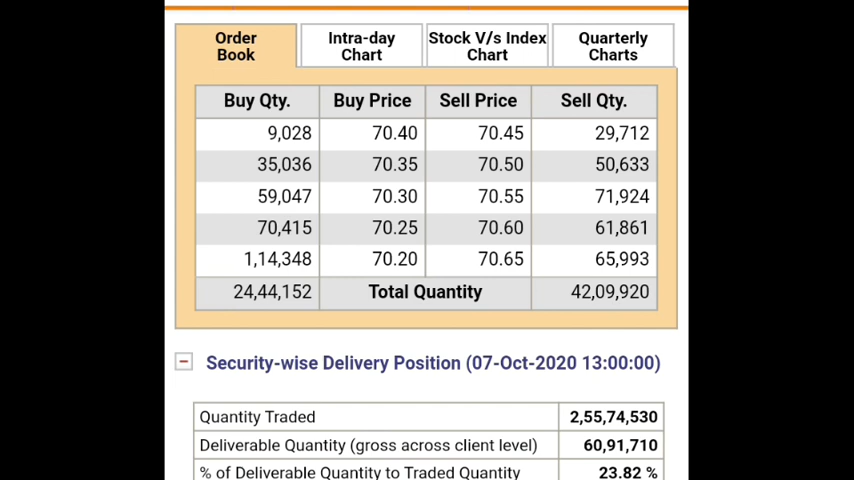 Order Book
Intra-day Chart
Stock V/s Index Chart
Quarterly Charts
Buy Qty. Buy Price Sell Price Sell Qty.
9,028 70.40 70.45 29,712
35,036 70.35 70.50 50,633
59,047 70.30 70.55 71,924
70,415 70.25 70.60 61,861
1,14,348 70.20 70.65 65,993
24,44,152 Total Quantity 42,09,920
Security-wise Delivery Position (07-Oct-2020 13:00:00)
Quantity Traded 2,55,74,530
Deliverable Quantity (gross across client level) 60,91,710
% of Deliverable Quantity to Traded Quantity 23.82 %